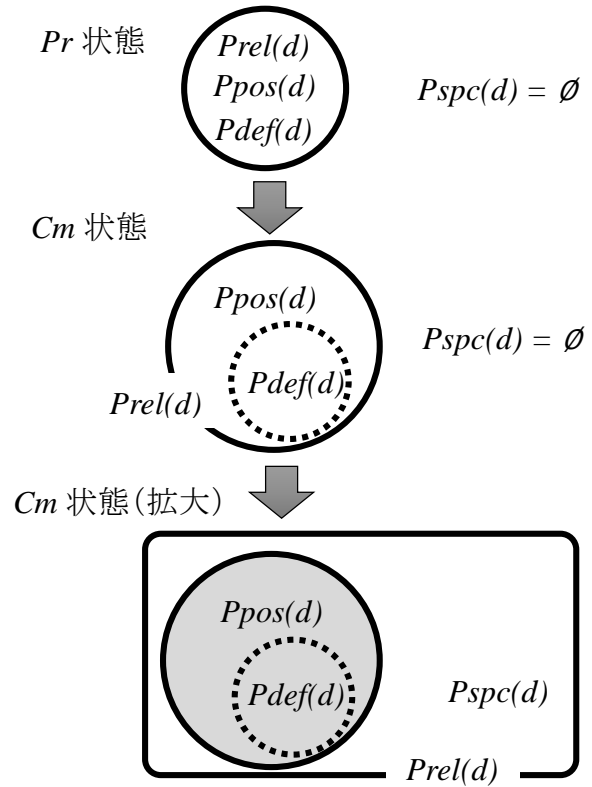 Pr 状態
Prel(d)
Ppos(d)
Pdef(d)
Pspc(d) = Ø
Cm 状態
Ppos(d)
Pdef(d)
Prel(d)
Pspc(d) = Ø
Cm 状態（拡大）
Ppos(d)
Pdef(d)
Pspc(d)
Prel(d)